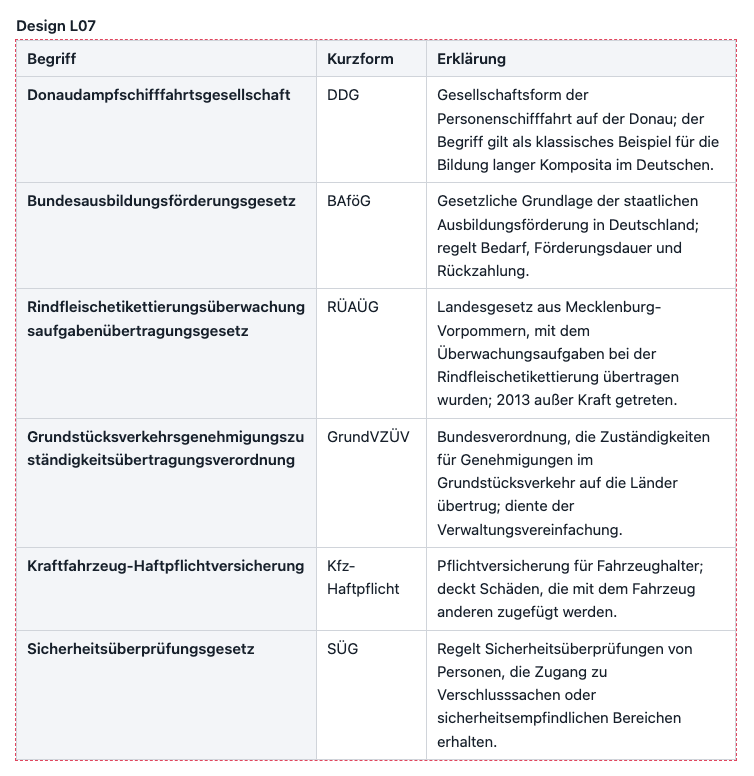 Design L07
Begriff Kurzform Erklärung
Donaudampfschifffahrtsgesellschaft DDG Gesellschaftsform der
Personenschifffahrt auf der Donau; der
Begriff gilt als klassisches Beispiel für die
Bildung langer Komposita im Deutschen.
Bundesausbildungsförderungsgesetz BAföG Gesetzliche Grundlage der staatlichen
Ausbildungsförderung in Deutschland;
regelt Bedarf, Förderungsdauer und
Rückzahlung.
Rindfleischetikettierungsüberwachung RÜAÜG Landesgesetz aus Mecklenburg-
saufgabenübertragungsgesetz Vorpommern, mit dem
Überwachungsaufgaben bei der
Rindfleischetikettierung übertragen
wurden; 2013 außer Kraft getreten.
Grundstücksverkehrsgenehmigungszu GrundVZÜV Bundesverordnung, die Zuständigkeiten
ständigkeitsübertragungsverordnung für Genehmigungen im
Grundstücksverkehr auf die Länder
übertrug; diente der
Verwaltungsvereinfachung.
Kraftfahrzeug-Haftpflichtversicherung Kfz- Pflichtversicherung für Fahrzeughalter;
Haftpflicht deckt Schäden, die mit dem Fahrzeug
anderen zugefügt werden.
Sicherheitsüberprüfungsgesetz SÜG Regelt Sicherheitsüberprüfungen von
Personen, die Zugang zu
Verschlusssachen oder
sicherheitsempfindlichen Bereichen
erhalten.